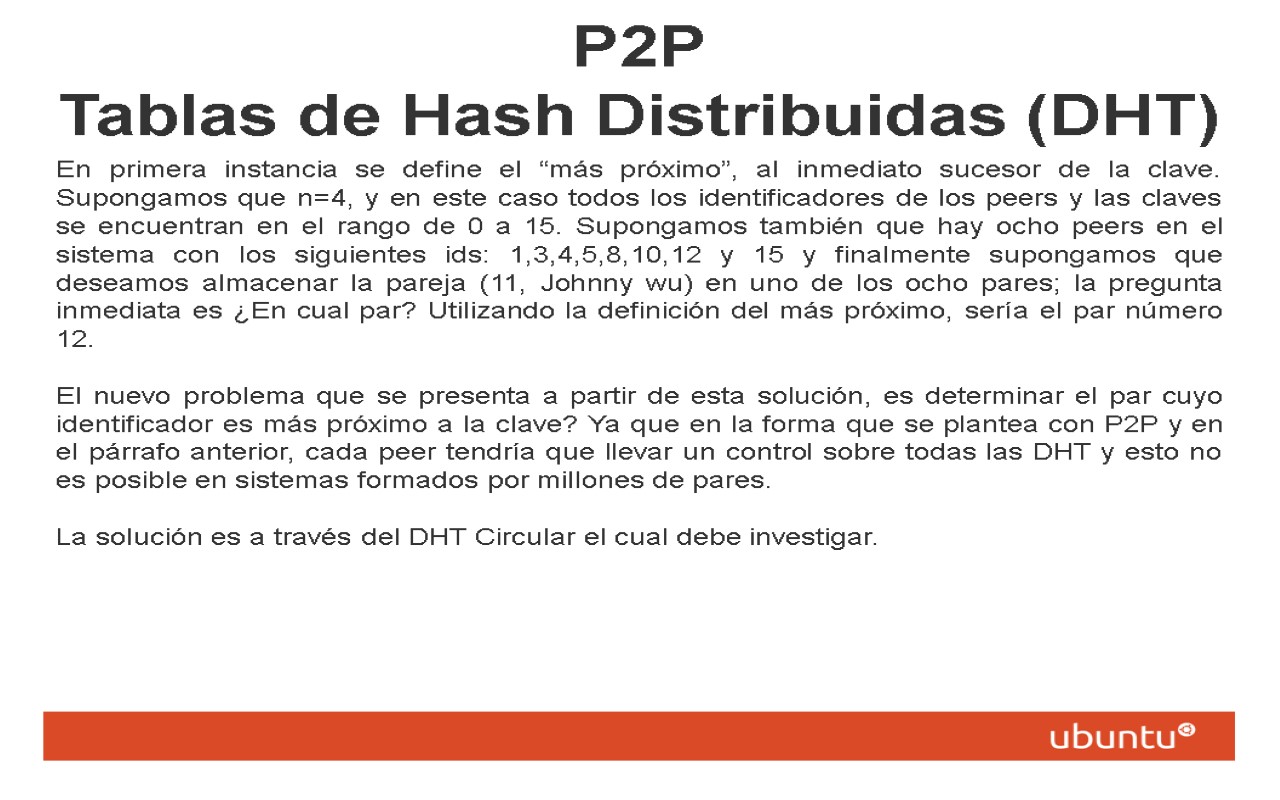 P2P
Tablas de Hash Distribuidas (DHT)
En primera instancia se define el “más próximo”, al inmediato sucesor de la clave.
Supongamos que n=4, y en este caso todos los identificadores de los peers y las claves
se encuentran en el rango de 0 a 15. Supongamos también que hay ocho peers en el
sistema con los siguientes ids: 1,3,4,5,8,10,12 y 15 y finalmente supongamos que
deseamos almacenar la pareja (11, Johnny wu) en uno de los ocho pares; la pregunta
inmediata es ¿En cual par? Utilizando la definición del más próximo, sería el par número
12.
El nuevo problema que se presenta a partir de esta solución, es determinar el par cuyo
identificador es más próximo a la clave? Ya que en la forma que se plantea con P2P y en
el párrafo anterior, cada peer tendría que llevar un control sobre todas las DHT y esto no
es posible en sistemas formados por millones de pares.
La solución es a través del DHT Circular el cual debe investigar.
ubuntu